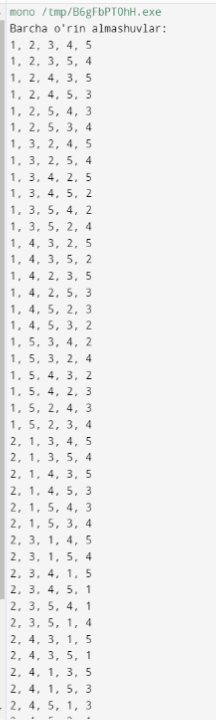 mono /tmp/B6gFbPTOhH.exe
Barcha o'rin almashuvlar:
1, 2, 3, 4, 5
1, 2, 3, 5, 4
1, 2, 4, 3, 5
1, 2, 4, 5, 3
1, 2, 5, 4, 3
1, 2, 5, 3, 4
1, 3, 2, 4, 5
1, 3, 2, 5, 4
1, 3, 4, 2, 5
1, 3, 4, 5, 2
1, 3, 5, 4, 2
1, 3, 5, 2, 4
1, 4, 3, 2, 5
1, 4, 3, 5, 2
1, 4, 2, 3, 5
1, 4, 2, 5, 3
1, 4, 5, 2, 3
1, 4, 5, 3, 2
1, 5, 3, 4, 2
1, 5, 3, 2, 4
1, 5, 4, 3, 2
1, 5, 4, 2, 3
1, 5, 2, 4, 3
1, 5, 2, 3, 4
2, 1, 3, 4, 5
2, 1, 3, 5, 4
2, 1, 4, 3, 5
2, 1, 4, 5, 3
2, 1, 5, 4, 3
2, 1, 5, 3, 4
2, 3, 1, 4, 5
2, 3, 1, 5, 4
2, 3, 4, 1, 5
2, 3, 4, 5, 1
2, 3, 5, 4, 1
2, 3, 5, 1, 4
2, 4, 3, 1, 5
2, 4, 3, 5, 1
2, 4, 1, 3, 5
2, 4, 1, 5, 3
2, 4, 5, 1, 3